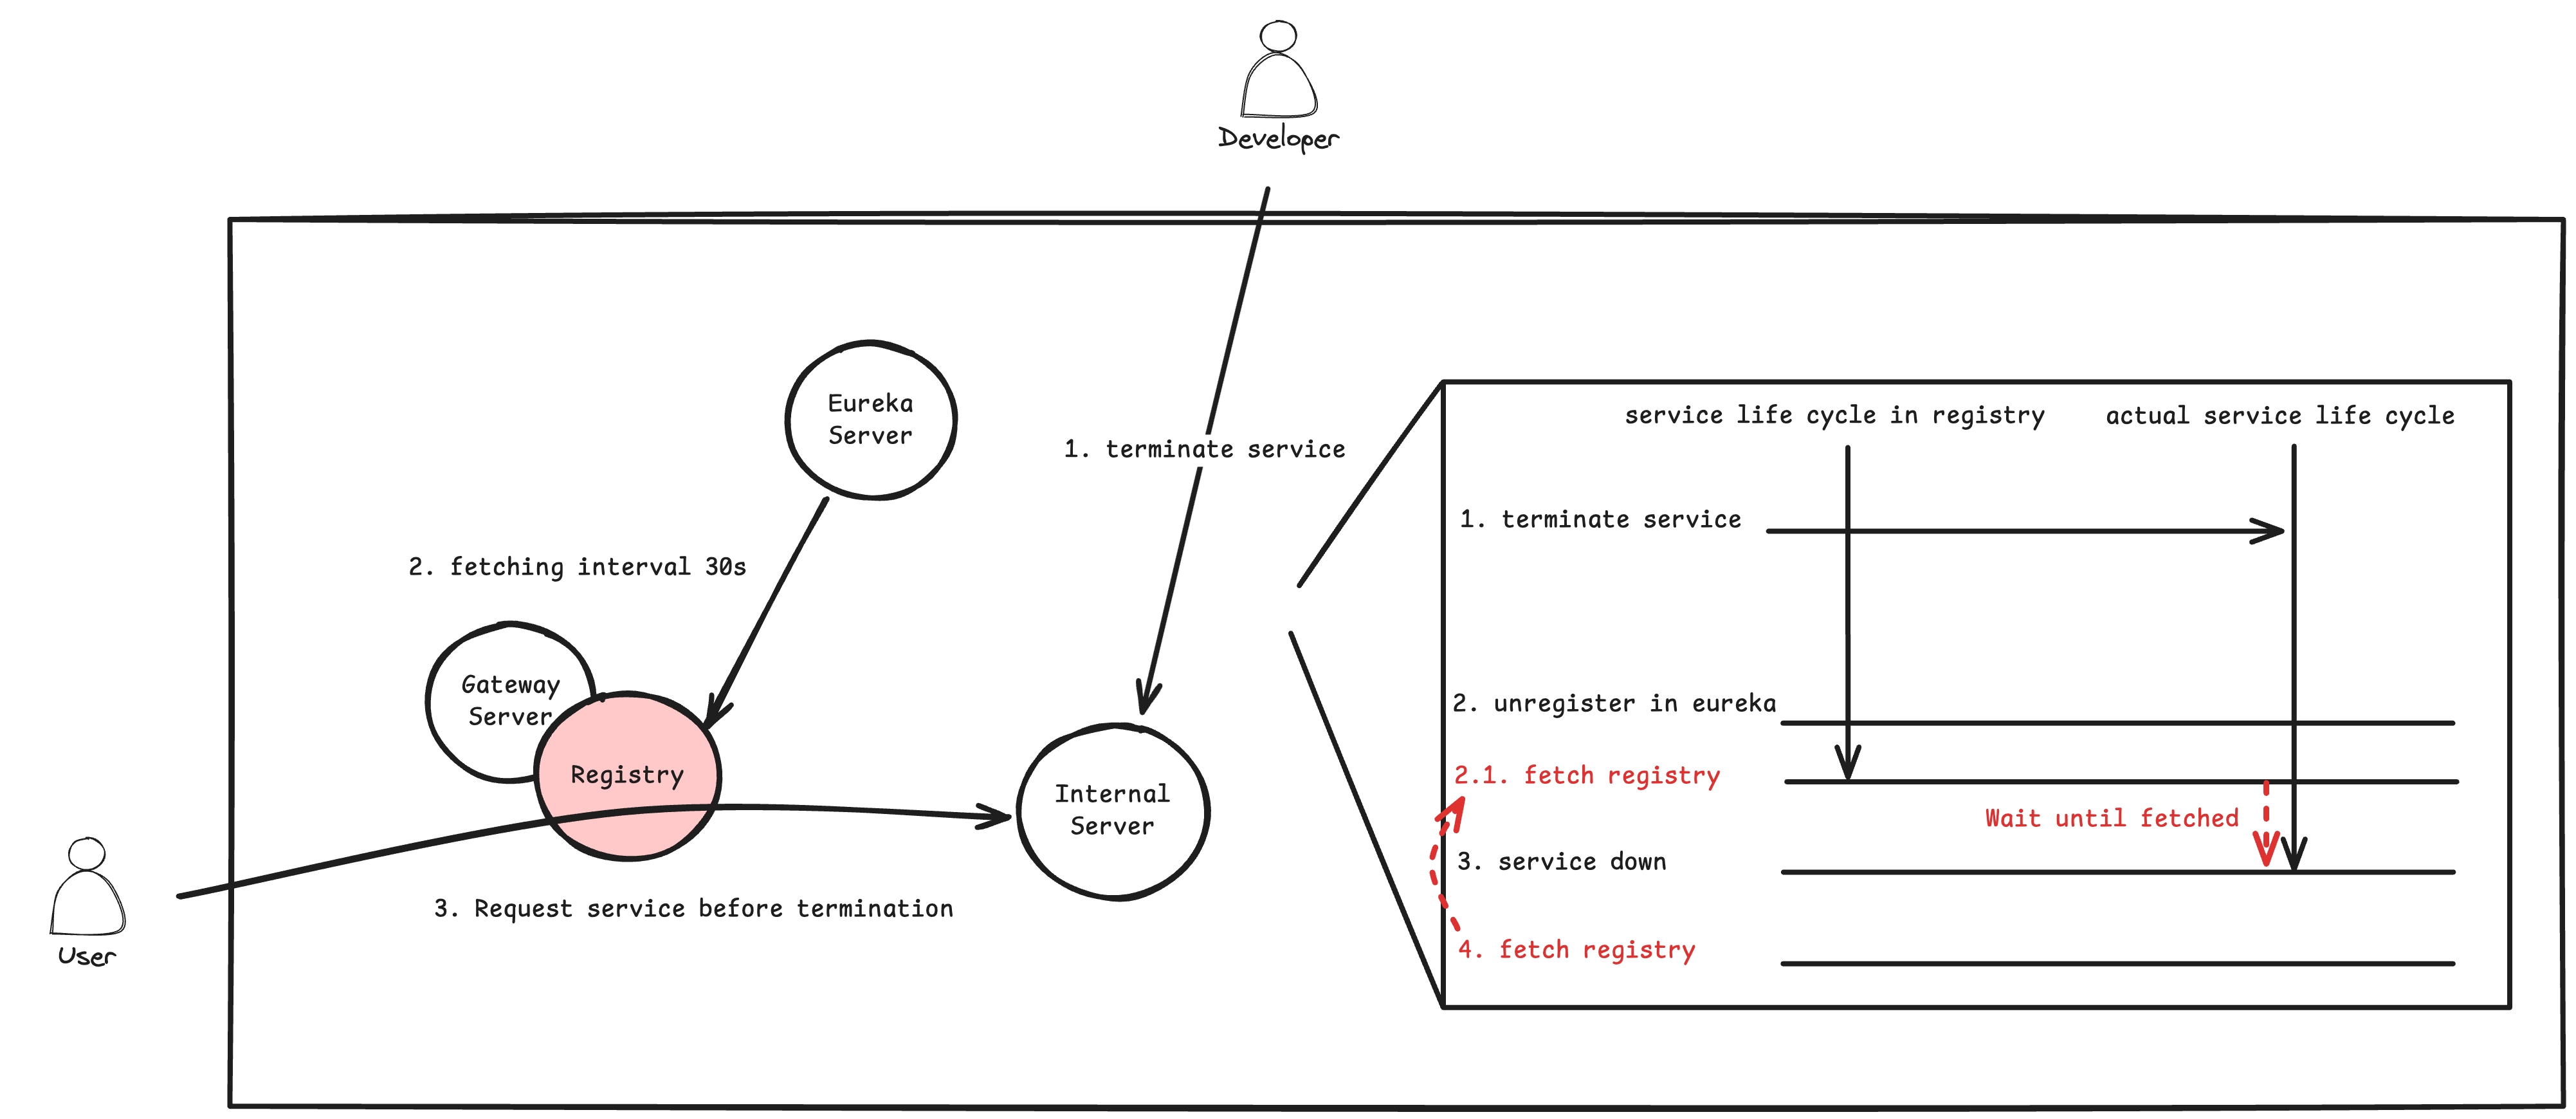 Developer
Eureka
Server
1. terminate service
2. fetching interval 30s
Gateway
Server
Registry
Internal
Server
3. Request service before termination
User
service life cycle in registry
actual service life cycle
1. terminate service
2. unregister in eureka
2.1. fetch registry
Wait until fetched
3. service down
4. fetch registry